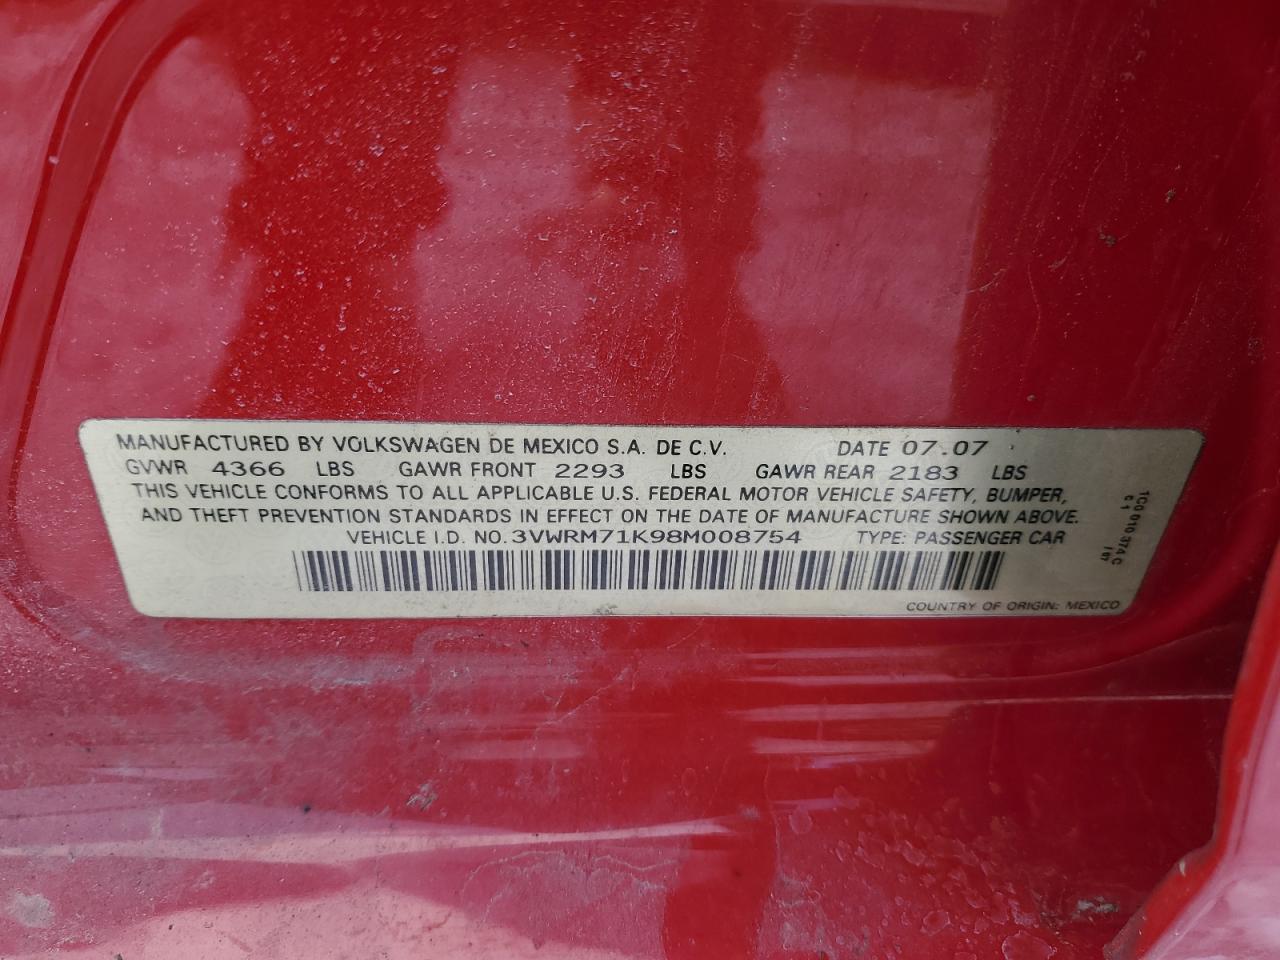 MANUFACTURED BY VOLKSWAGEN DE MEXICO S.A. DE C.V. DATE 07.07
GVWR 4366 LBS GAWR FRONT 2293 LBS GAWR REAR 2183 LBS
THIS VEHICLE CONFORMS TO ALL APPLICABLE U.S. FEDERAL MOTOR VEHICLE SAFETY, BUMPER,
AND THEFT PREVENTION STANDARDS IN EFFECT ON THE DATE OF MANUFACTURE SHOWN ABOVE.
VEHICLE I.D. NO. 3VWRM71K98M008754 TYPE: PASSENGER CAR
COUNTRY OF ORIGIN: MEXICO
010 374 C